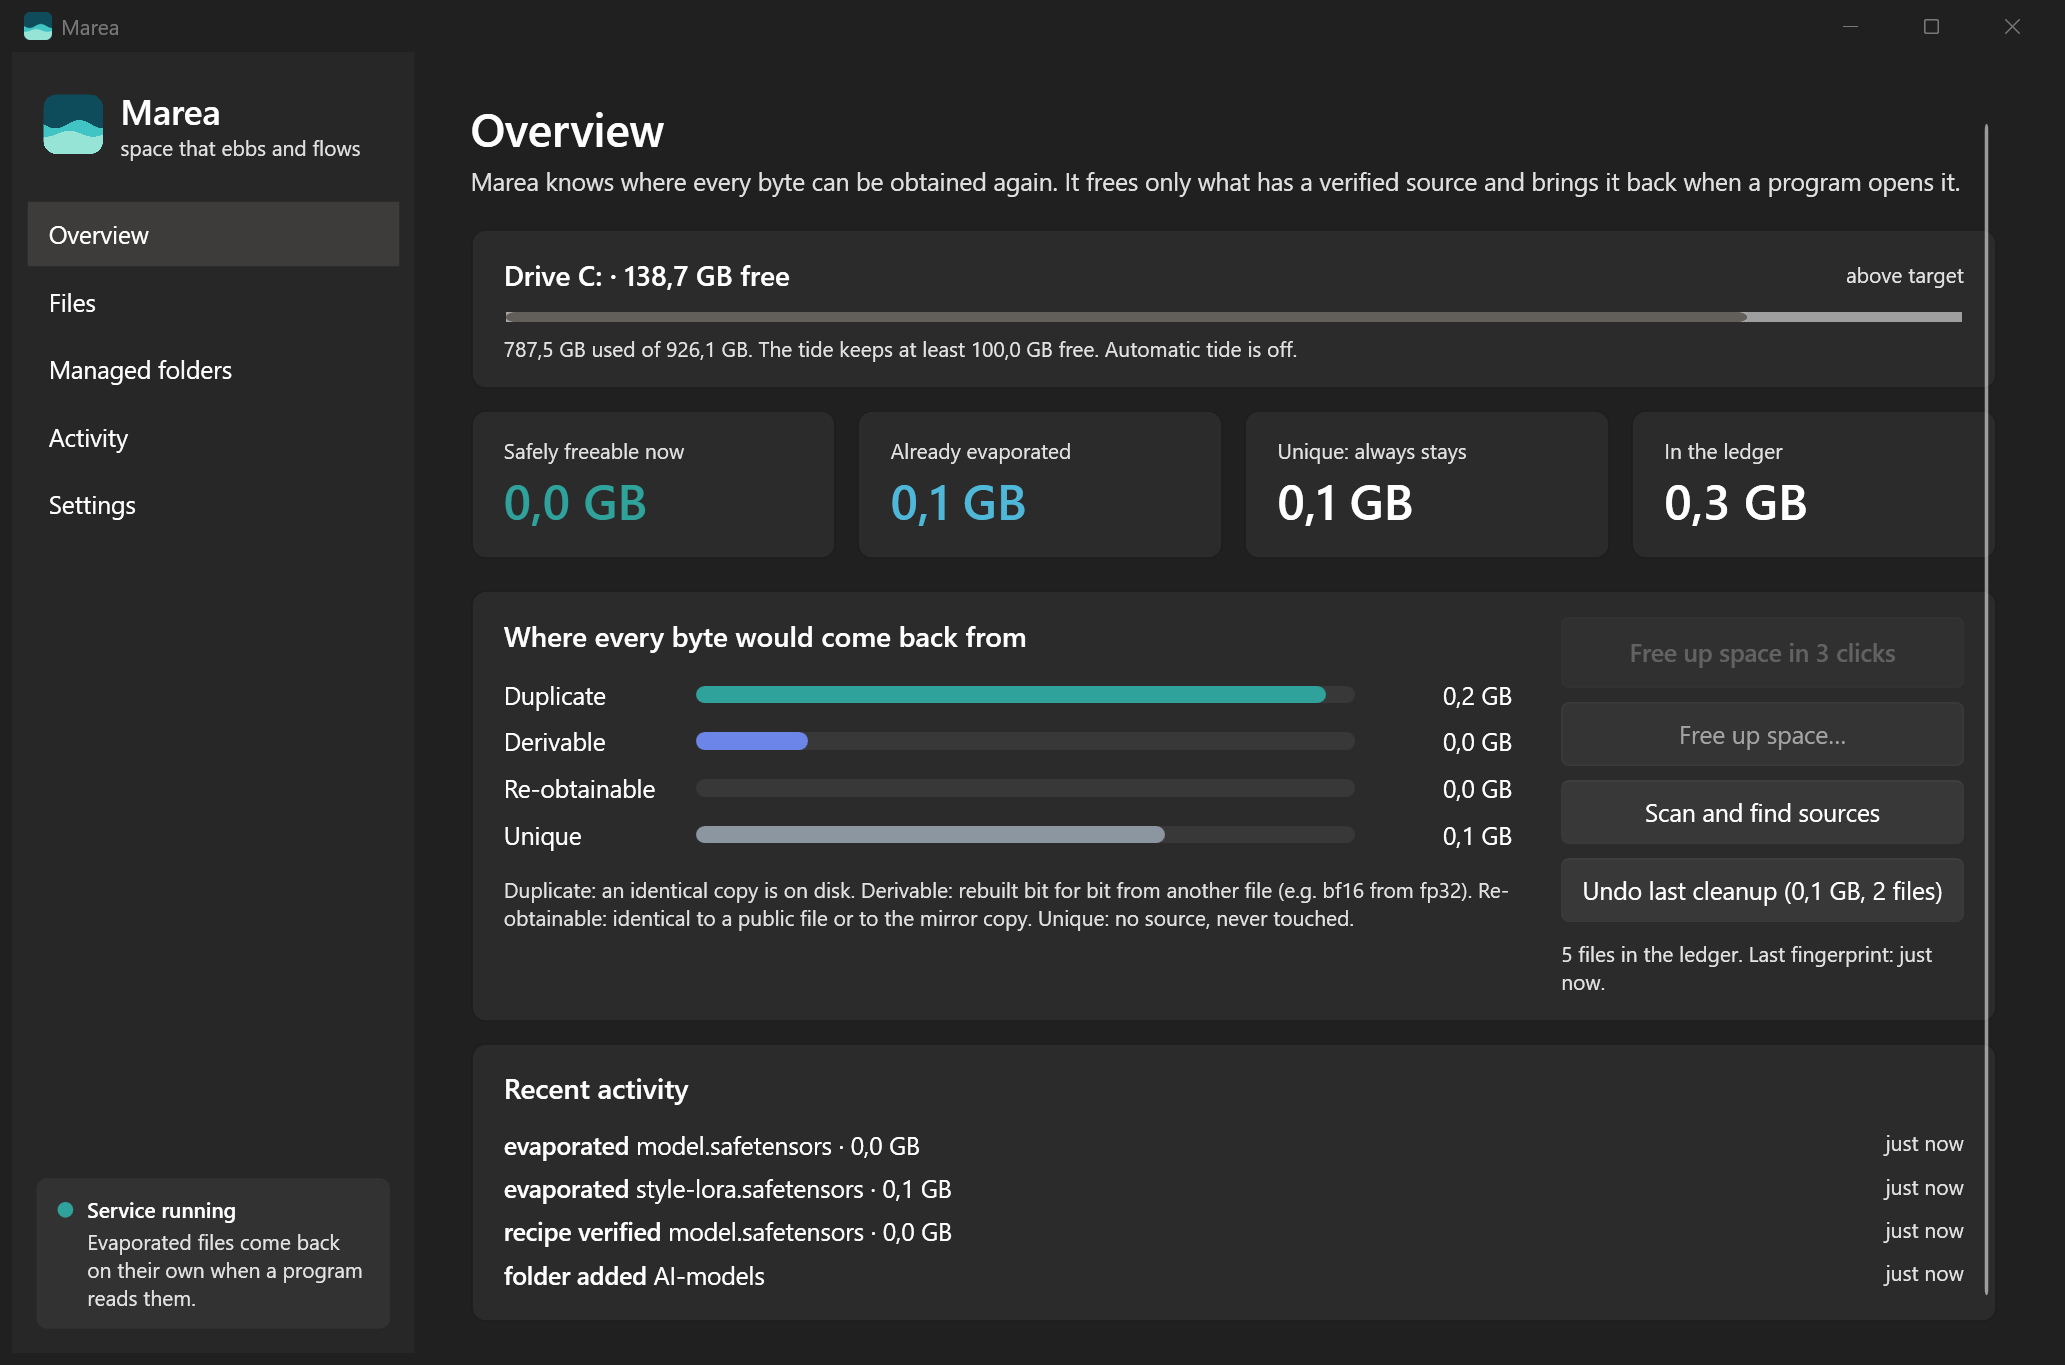 Marea
Marea
space that ebbs and flows
Overview
Files
Managed folders
Activity
Settings
Service running
Evaporated files come back
on their own when a program
reads them.
Overview
Marea knows where every byte can be obtained again. It frees only what has a verified source and brings it back when a program opens it.
Drive C: · 138,7 GB free
above target
787,5 GB used of 926,1 GB. The tide keeps at least 100,0 GB free. Automatic tide is off.
Safely freeable now
0,0 GB
Already evaporated
0,1 GB
Unique: always stays
0,1 GB
In the ledger
0,3 GB
Where every byte would come back from
Duplicate 0,2 GB
Derivable 0,0 GB
Re-obtainable 0,0 GB
Unique 0,1 GB
Duplicate: an identical copy is on disk. Derivable: rebuilt bit for bit from another file (e.g. bf16 from fp32). Re-
obtainable: identical to a public file or to the mirror copy. Unique: no source, never touched.
Free up space in 3 clicks
Free up space...
Scan and find sources
Undo last cleanup (0,1 GB, 2 files)
5 files in the ledger. Last fingerprint: just
now.
Recent activity
evaporated model.safetensors · 0,0 GB just now
evaporated style-lora.safetensors · 0,1 GB just now
recipe verified model.safetensors · 0,0 GB just now
folder added AI-models just now